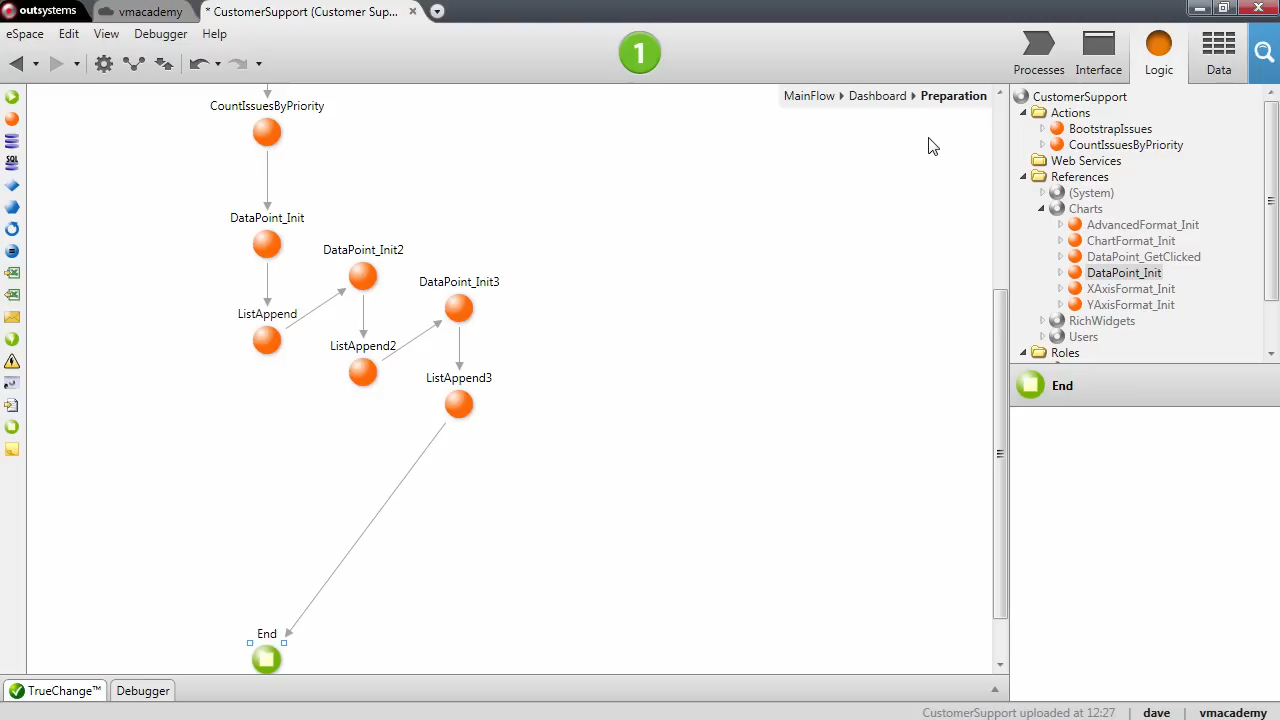 outsystems
vmacademy
* CustomerSupport (Customer Sup...
eSpace Edit View Debugger Help
1
Processes Interface Logic Data
MainFlow Dashboard Preparation
CountIssuesByPriority
DataPoint_Init
DataPoint_Init2
DataPoint_Init3
ListAppend
ListAppend2
ListAppend3
End
SQL
CustomerSupport
Actions
BootstrapIssues
CountIssuesByPriority
Web Services
References
(System)
Charts
AdvancedFormat_Init
ChartFormat_Init
DataPoint_GetClicked
DataPoint_Init
XAxisFormat_Init
YAxisFormat_Init
RichWidgets
Users
Roles
End
TrueChange™ Debugger
CustomerSupport uploaded at 12:27 dave vmacademy